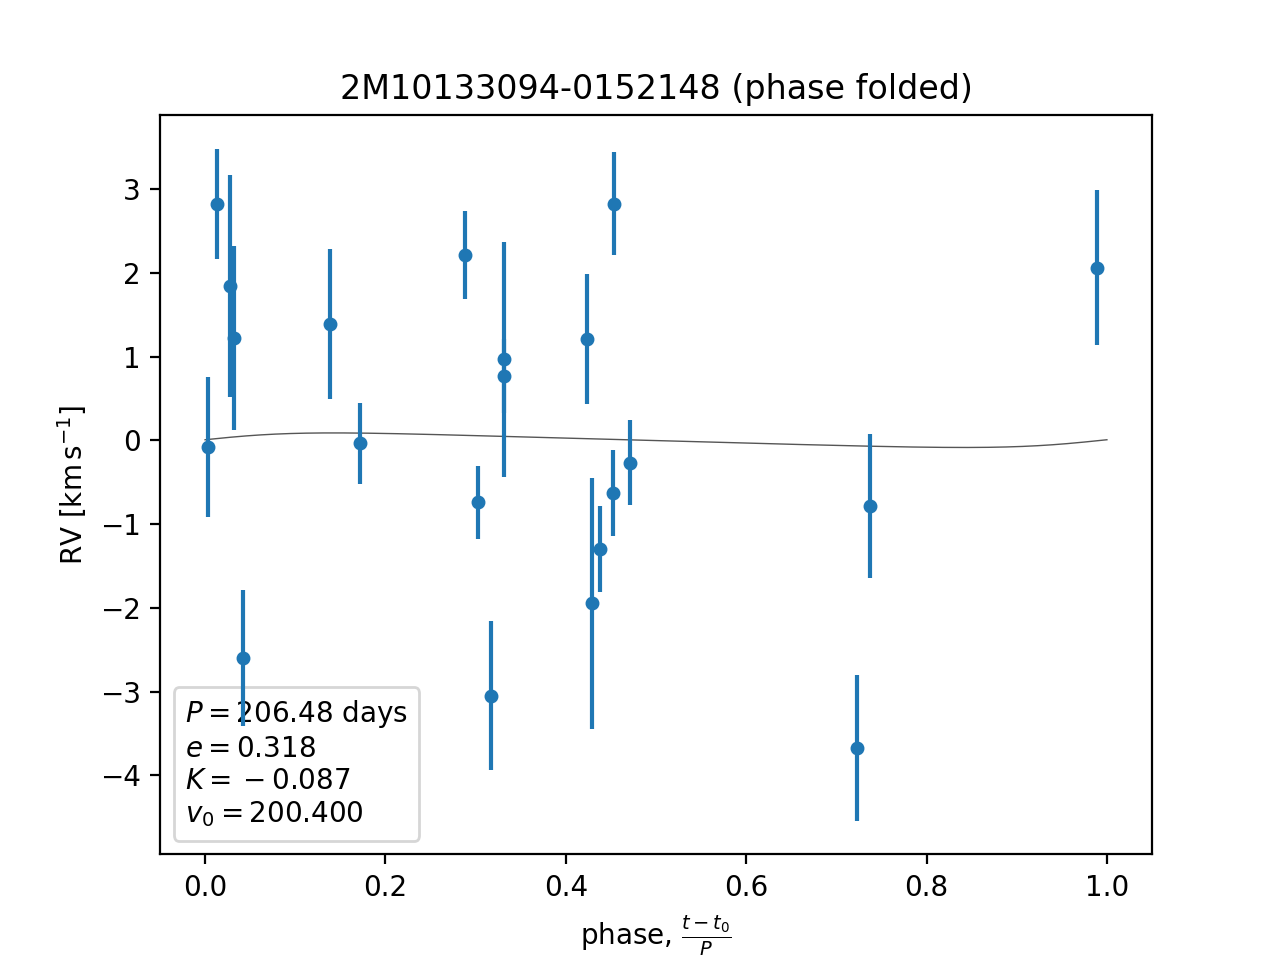 2M10133094-0152148 (phase folded)
RV [km s⁻¹]
3
2
1
0
−1
−2
−3
−4
P = 206.48 days
e = 0.318
K = −0.087
v₀ = 200.400
0.0 0.2 0.4 0.6 0.8 1.0
phase, (t − t₀)/P